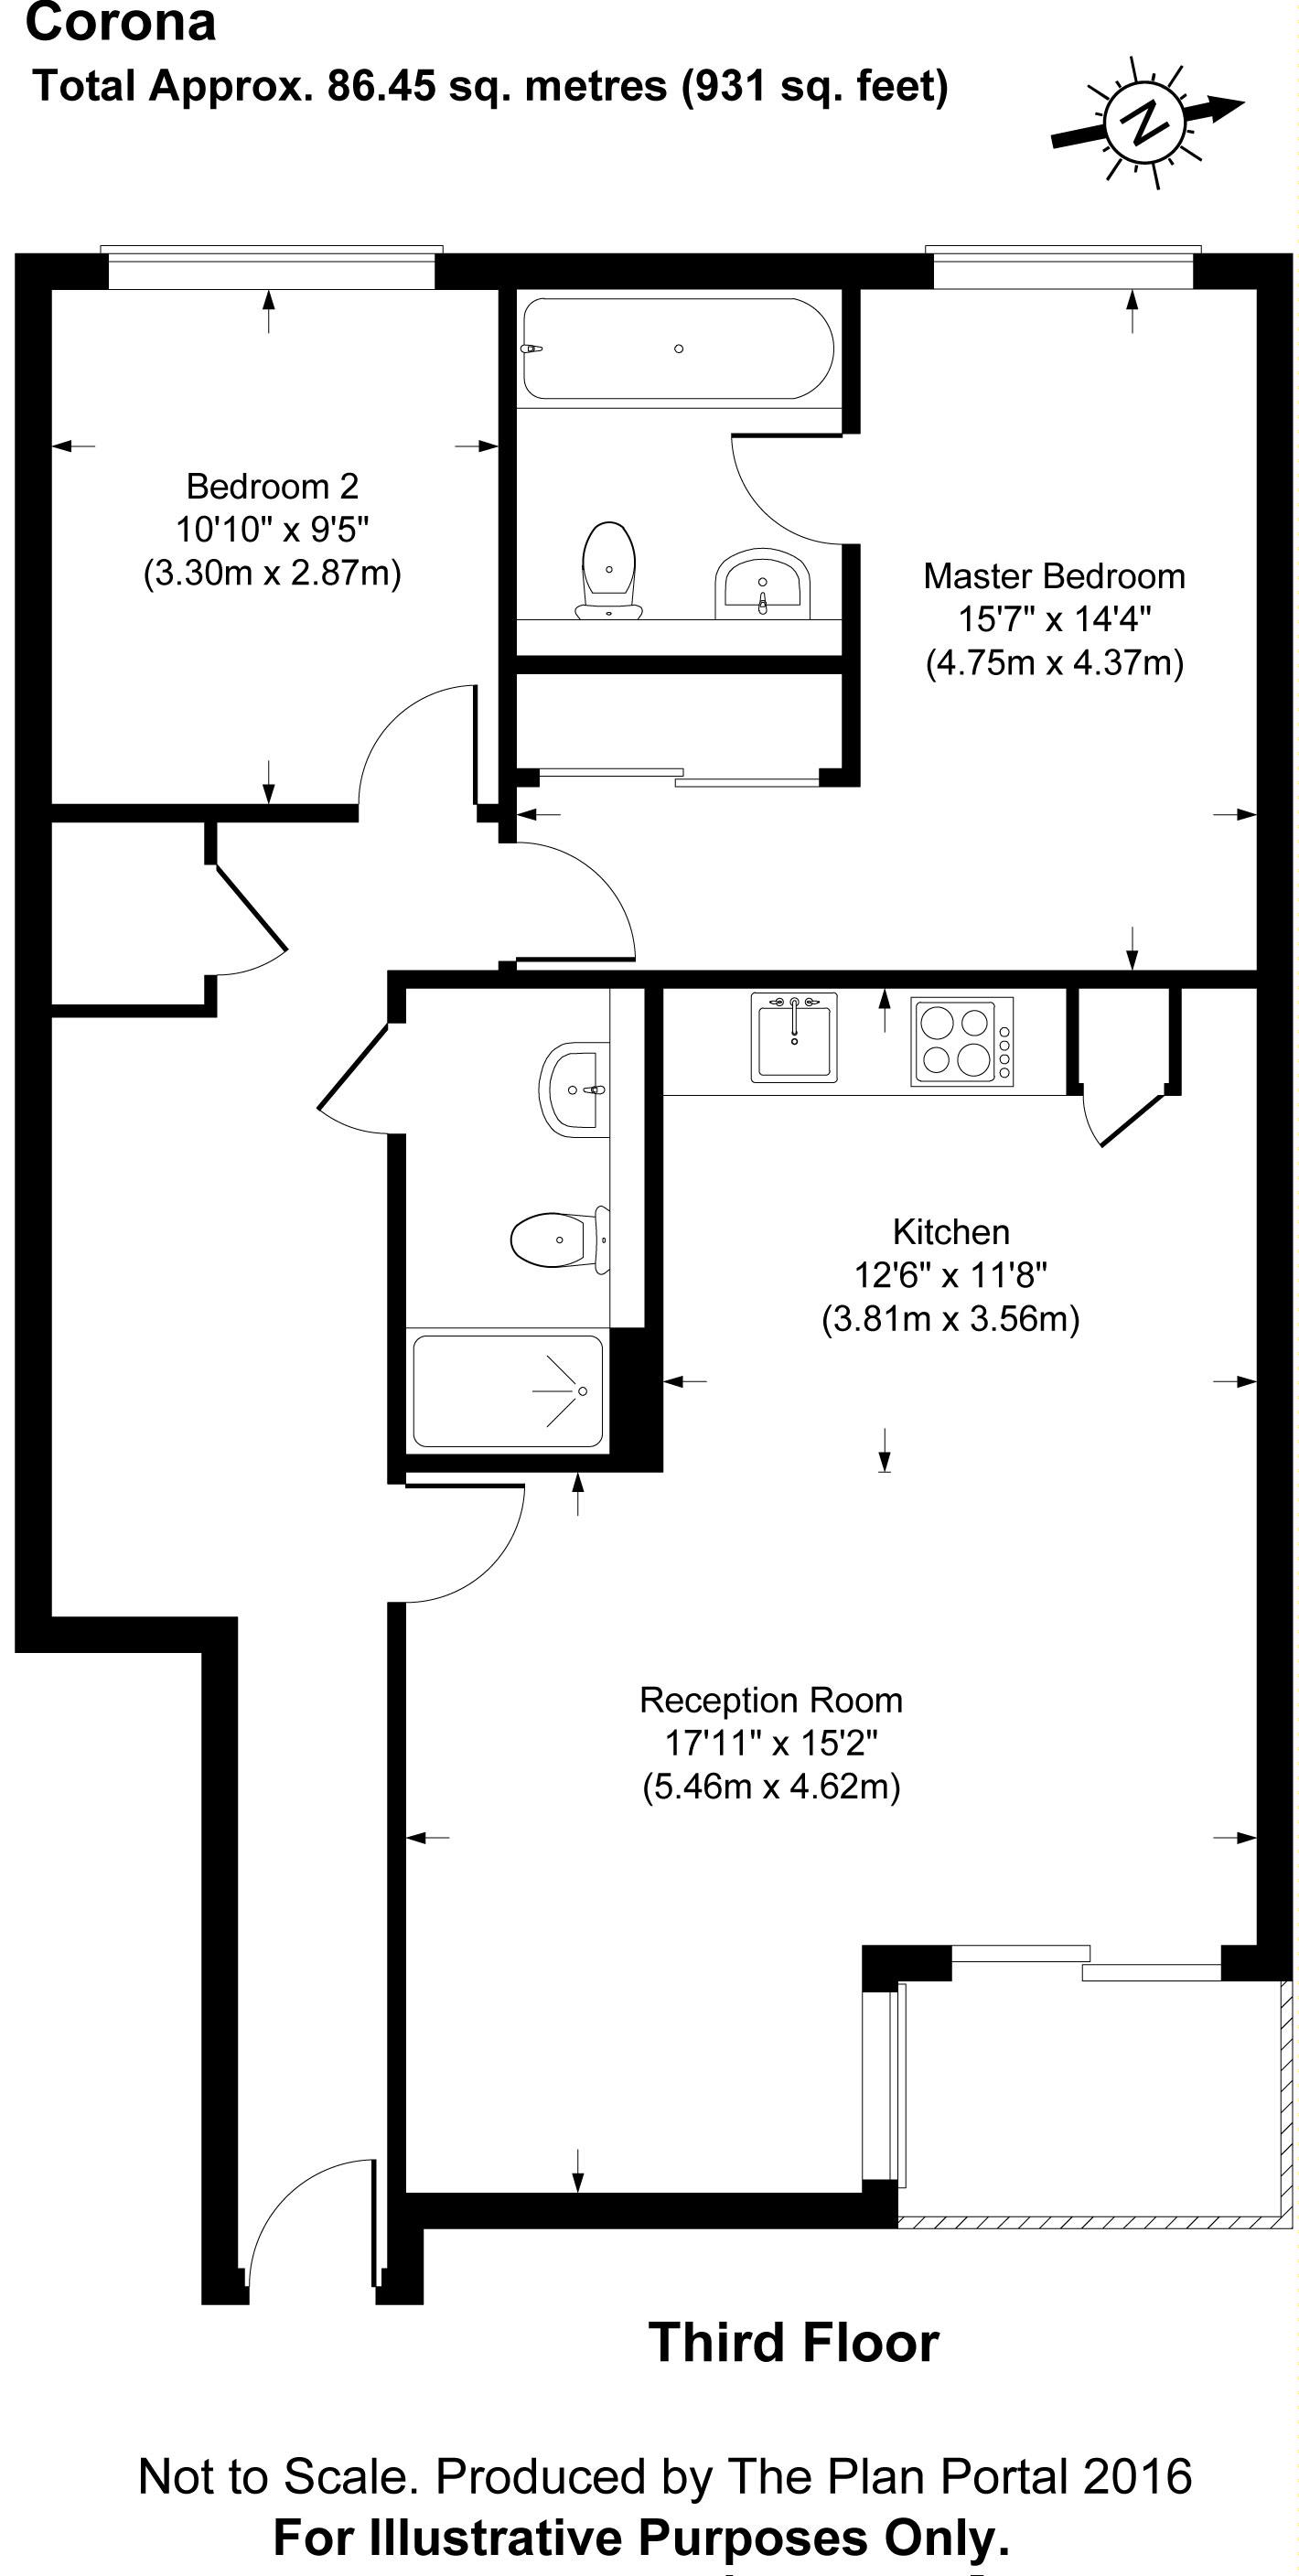 Corona
Total Approx. 86.45 sq. metres (931 sq. feet)
N
Bedroom 2
10'10" x 9'5"
(3.30m x 2.87m)
Master Bedroom
15'7" x 14'4"
(4.75m x 4.37m)
Kitchen
12'6" x 11'8"
(3.81m x 3.56m)
Reception Room
17'11" x 15'2"
(5.46m x 4.62m)
Third Floor
Not to Scale. Produced by The Plan Portal 2016
For Illustrative Purposes Only.